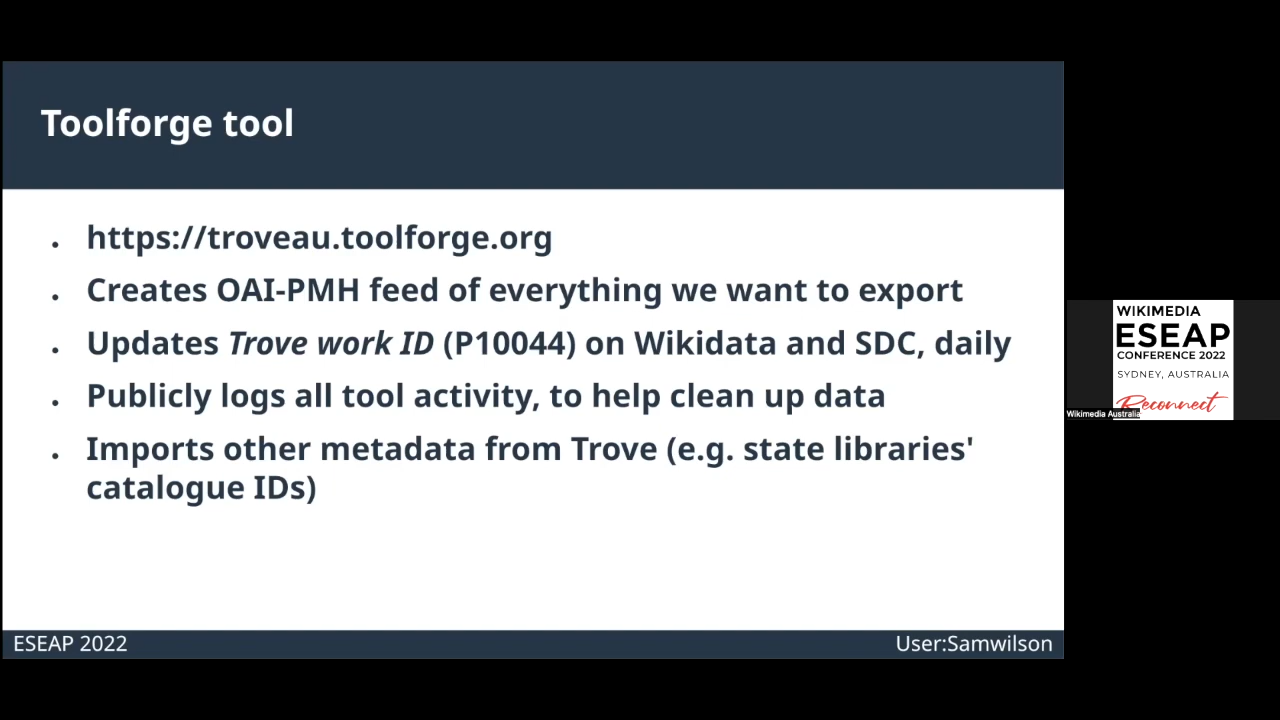 Toolforge tool
• https://troveau.toolforge.org
• Creates OAI-PMH feed of everything we want to export
• Updates Trove work ID (P10044) on Wikidata and SDC, daily
• Publicly logs all tool activity, to help clean up data
• Imports other metadata from Trove (e.g. state libraries'
catalogue IDs)
ESEAP 2022
User:Samwilson
WIKIMEDIA
ESEAP
CONFERENCE 2022
SYDNEY, AUSTRALIA
Reconnect
Wikimedia Australia